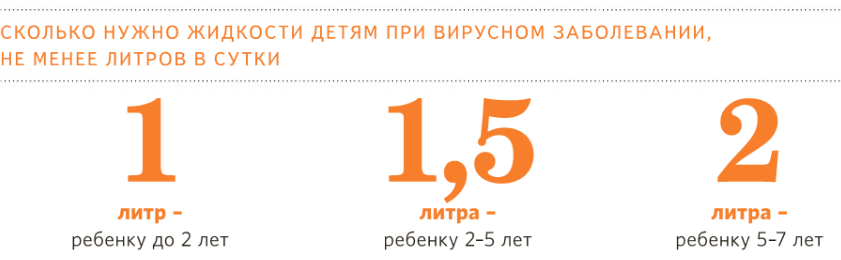 СКОЛЬКО НУЖНО ЖИДКОСТИ ДЕТЯМ ПРИ ВИРУСНОМ ЗАБОЛЕВАНИИ,
НЕ МЕНЕЕ ЛИТРОВ В СУТКИ
1
литр –
ребенку до 2 лет
1,5
литра –
ребенку 2–5 лет
2
литра –
ребенку 5–7 лет